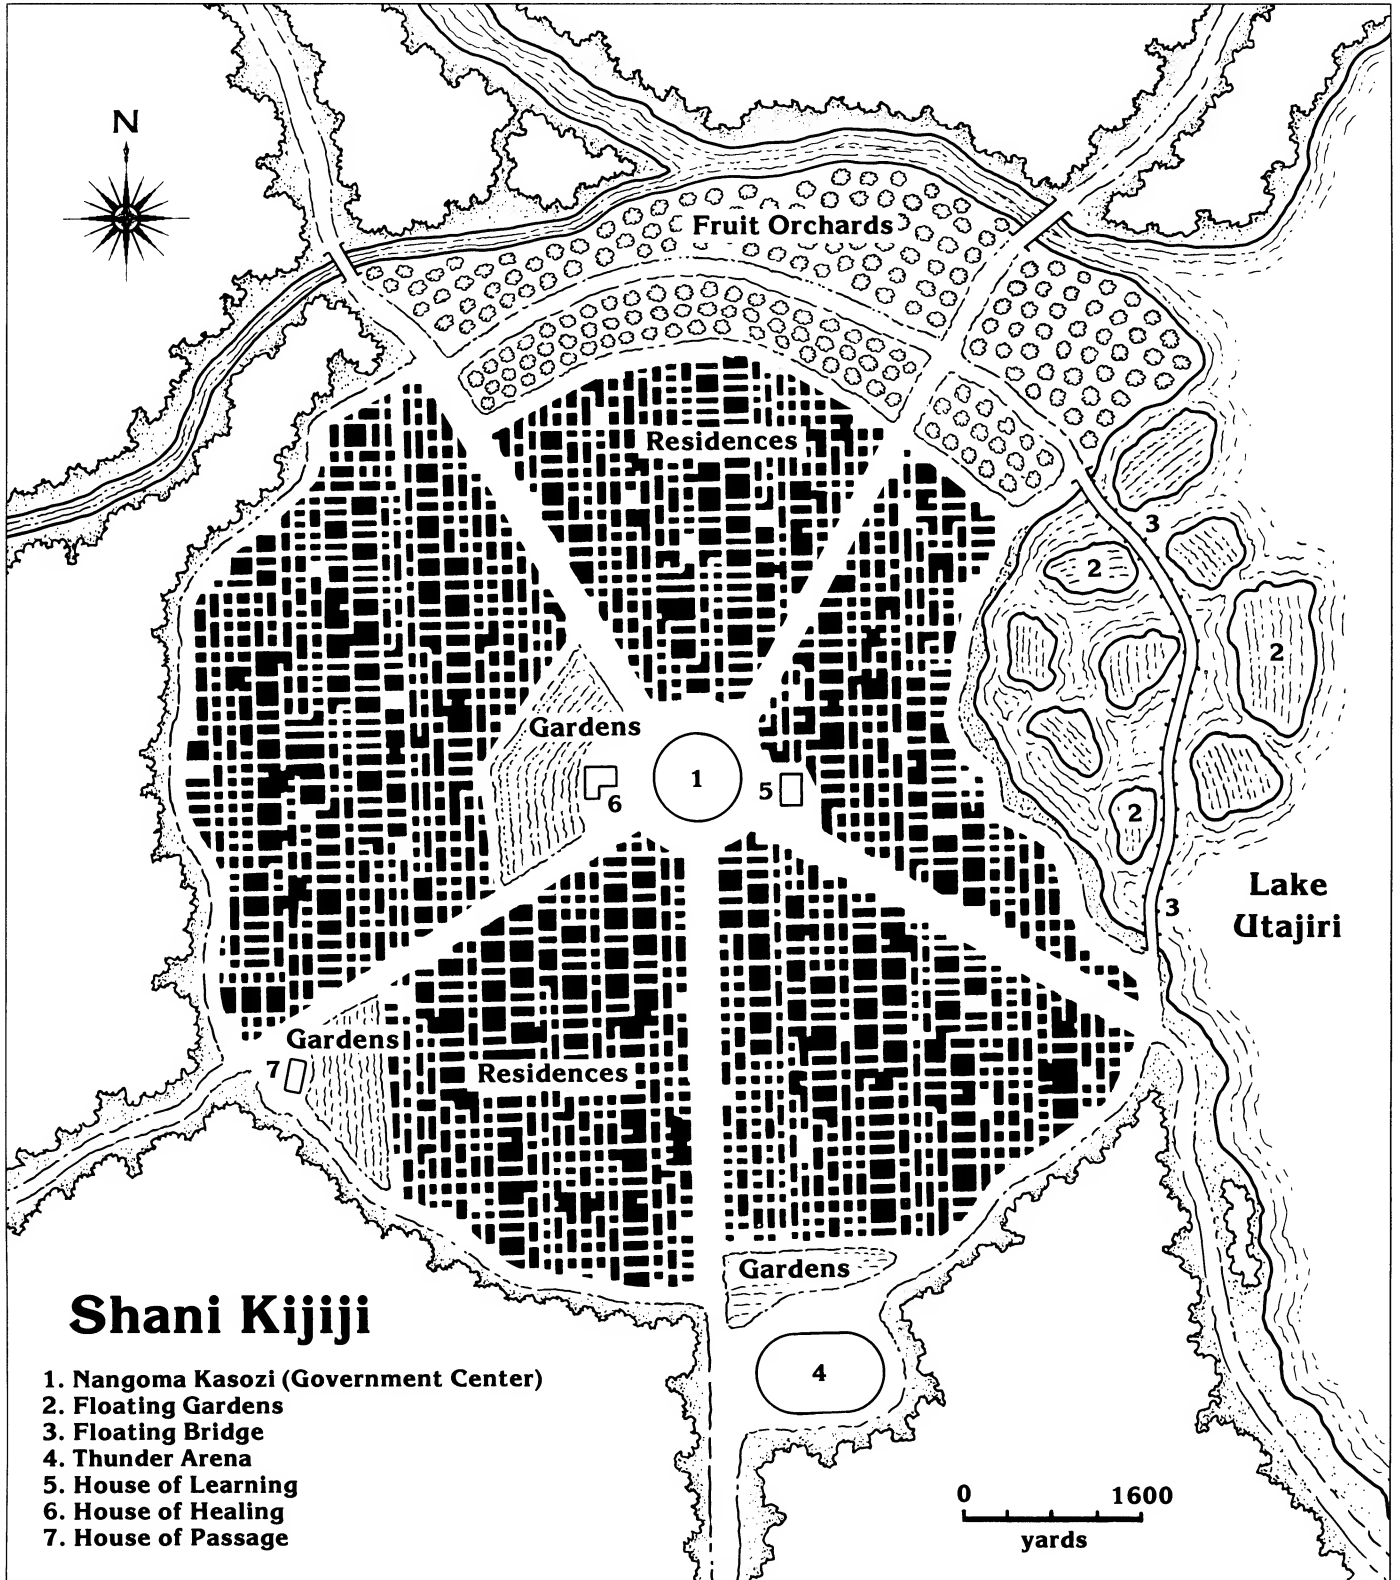 N
Fruit Orchards
Residences
3
2
2
Gardens
1
5
6
2
Lake
Utajiri
3
Gardens
7
Residences
Gardens
4
Shani Kijiji
1. Nangoma Kasozi (Government Center)
2. Floating Gardens
3. Floating Bridge
4. Thunder Arena
5. House of Learning
6. House of Healing
7. House of Passage
0 1600
yards